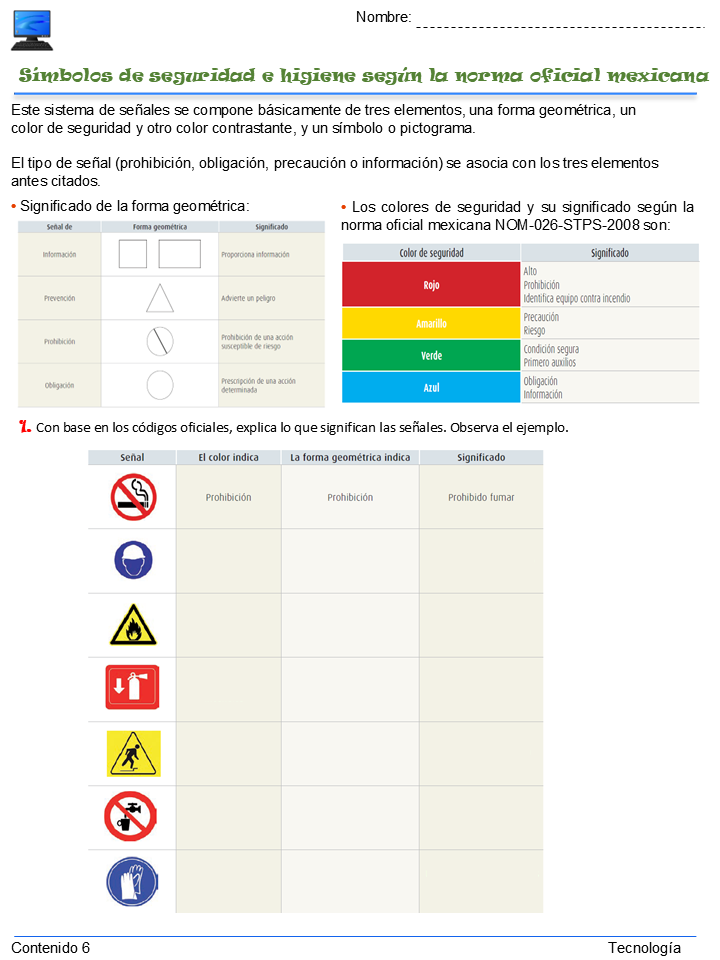 Nombre:
Símbolos de seguridad e higiene según la norma oficial mexicana
Este sistema de señales se compone básicamente de tres elementos, una forma geométrica, un
color de seguridad y otro color contrastante, y un símbolo o pictograma.
El tipo de señal (prohibición, obligación, precaución o información) se asocia con los tres elementos
antes citados.
• Significado de la forma geométrica:
Señal de Forma geométrica Significado
Información Proporciona información
Prevención Advierte un peligro
Prohibición Prohibición de una acción
susceptible de riesgo
Obligación Prescripción de una acción
determinada
• Los colores de seguridad y su significado según la
norma oficial mexicana NOM-026-STPS-2008 son:
Color de seguridad Significado
Rojo Alto
Prohibición
Identifica equipo contra incendio
Amarillo Precaución
Riesgo
Verde Condición segura
Primero auxilios
Azul Obligación
Información
1. Con base en los códigos oficiales, explica lo que significan las señales. Observa el ejemplo.
Señal El color indica La forma geométrica indica Significado
Prohibición Prohibición Prohibido fumar
Contenido 6 Tecnología